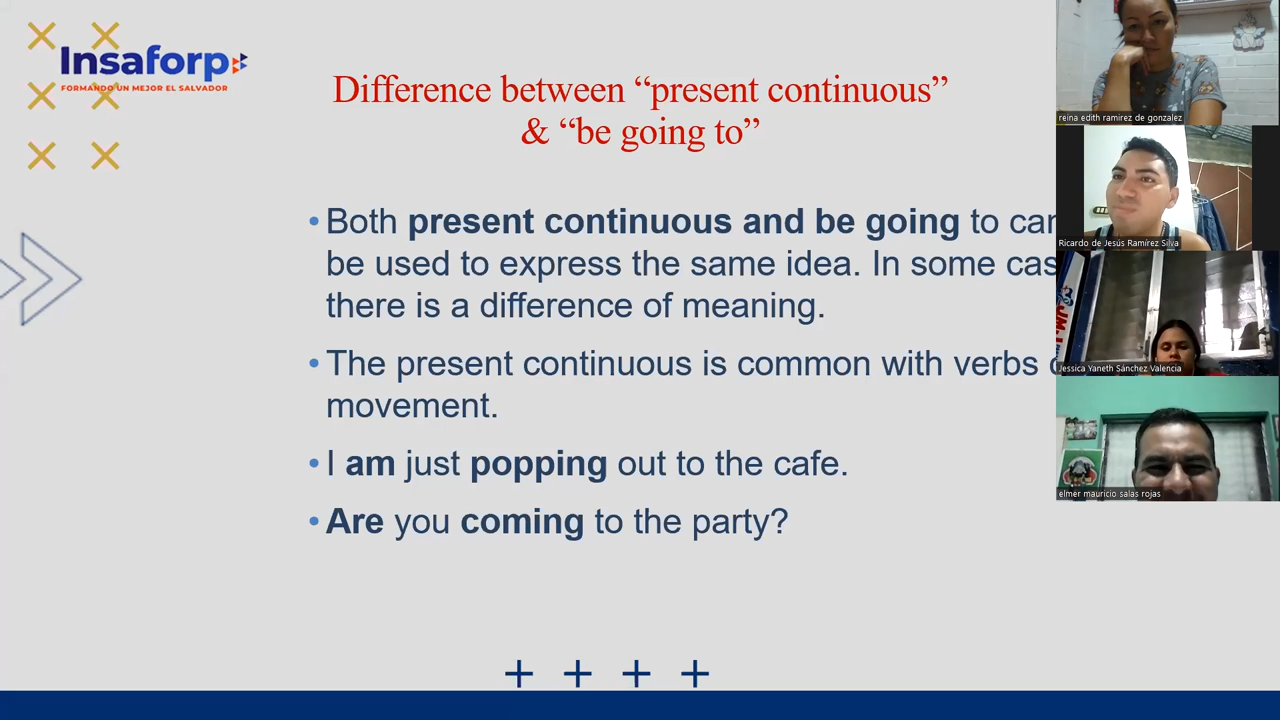 Insaforp
FORMANDO UN MEJOR EL SALVADOR
Difference between “present continuous”
& “be going to”
• Both present continuous and be going to can
be used to express the same idea. In some
there is a difference of meaning.
• The present continuous is common with verbs
movement.
• I am just popping out to the cafe.
• Are you coming to the party?
reina edith ramirez de gonzalez
Ricardo de Jesús Ramírez Silva
Jessica Yaneth Sánchez Valencia
elmer mauricio salas rojas